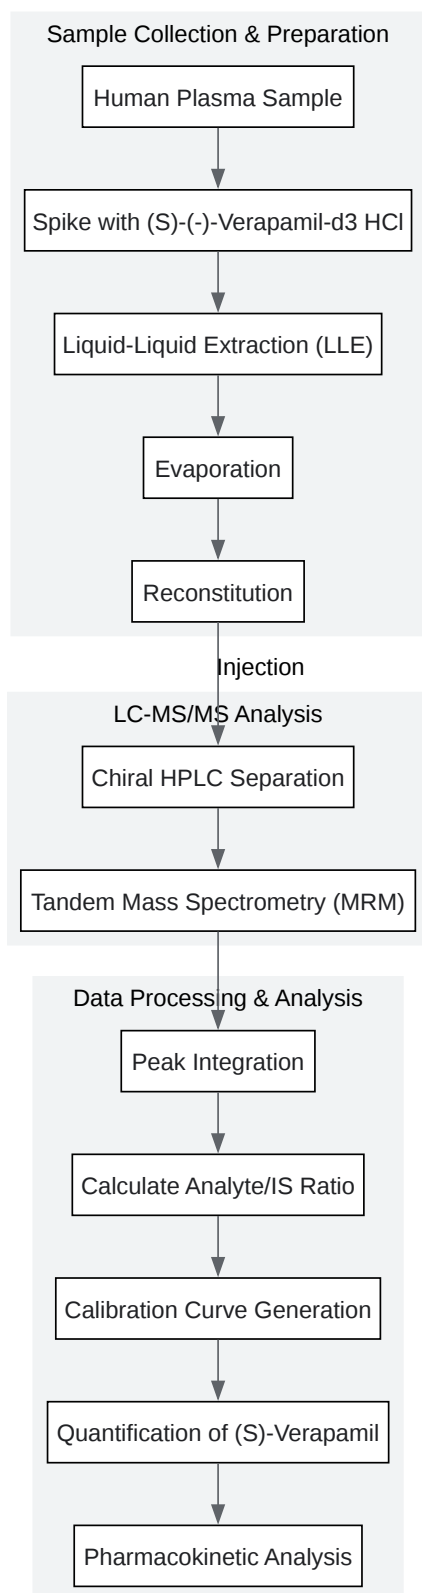 Sample Collection & Preparation
Human Plasma Sample
Spike with (S)-(-)-Verapamil-d3 HCl
Liquid-Liquid Extraction (LLE)
Evaporation
Reconstitution
Injection
LC-MS/MS Analysis
Chiral HPLC Separation
Tandem Mass Spectrometry (MRM)
Data Processing & Analysis
Peak Integration
Calculate Analyte/IS Ratio
Calibration Curve Generation
Quantification of (S)-Verapamil
Pharmacokinetic Analysis